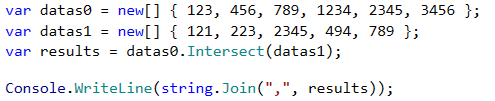 var datas0 = new[] { 123, 456, 789, 1234, 2345, 3456 };
var datas1 = new[] { 121, 223, 2345, 494, 789 };
var results = datas0.Intersect(datas1);
Console.WriteLine(string.Join(",", results));